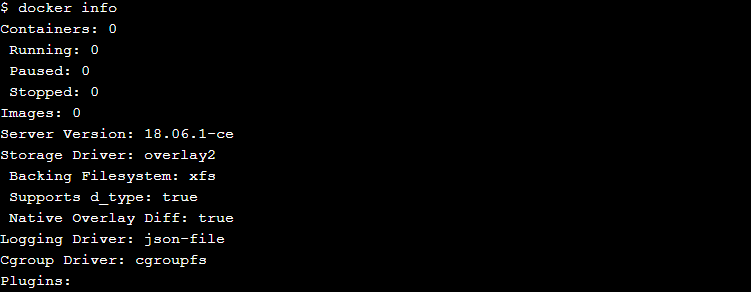 $ docker info
Containers: 0
 Running: 0
 Paused: 0
 Stopped: 0
Images: 0
Server Version: 18.06.1-ce
Storage Driver: overlay2
 Backing Filesystem: xfs
 Supports d_type: true
 Native Overlay Diff: true
Logging Driver: json-file
Cgroup Driver: cgroupfs
Plugins: